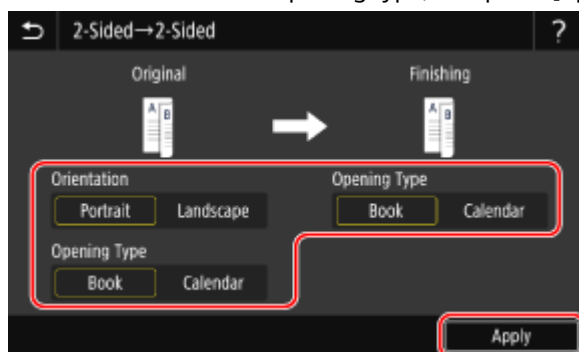 2-Sided→2-Sided
?
Original
Finishing
A B
A B
Orientation
Opening Type
Portrait Landscape
Book Calendar
Opening Type
Book Calendar
Apply